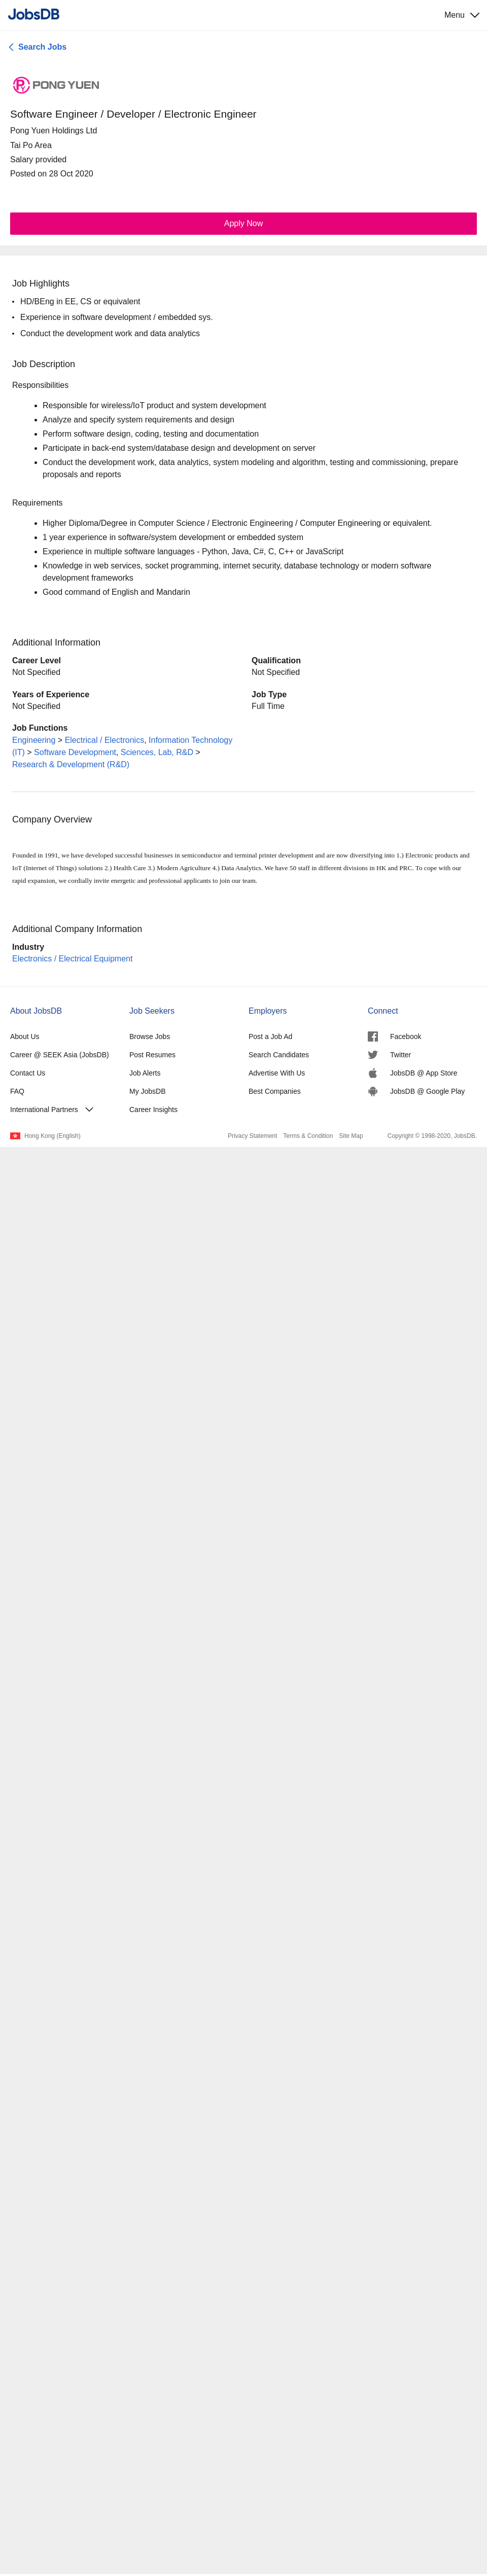 JobsDB
Menu
Search Jobs
PONG YUEN
Software Engineer / Developer / Electronic Engineer
Pong Yuen Holdings Ltd
Tai Po Area
Salary provided
Posted on 28 Oct 2020
Apply Now
Job Highlights
• HD/BEng in EE, CS or equivalent
• Experience in software development / embedded sys.
• Conduct the development work and data analytics
Job Description
Responsibilities
• Responsible for wireless/IoT product and system development
• Analyze and specify system requirements and design
• Perform software design, coding, testing and documentation
• Participate in back-end system/database design and development on server
• Conduct the development work, data analytics, system modeling and algorithm, testing and commissioning, prepare
proposals and reports
Requirements
• Higher Diploma/Degree in Computer Science / Electronic Engineering / Computer Engineering or equivalent.
• 1 year experience in software/system development or embedded system
• Experience in multiple software languages - Python, Java, C#, C, C++ or JavaScript
• Knowledge in web services, socket programming, internet security, database technology or modern software
development frameworks
• Good command of English and Mandarin
Additional Information
Career Level
Not Specified
Qualification
Not Specified
Years of Experience
Not Specified
Job Type
Full Time
Job Functions
Engineering > Electrical / Electronics, Information Technology
(IT) > Software Development, Sciences, Lab, R&D >
Research & Development (R&D)
Company Overview
Founded in 1991, we have developed successful businesses in semiconductor and terminal printer development and are now diversifying into 1.) Electronic products and
IoT (Internet of Things) solutions 2.) Health Care 3.) Modern Agriculture 4.) Data Analytics. We have 50 staff in different divisions in HK and PRC. To cope with our
rapid expansion, we cordially invite energetic and professional applicants to join our team.
Additional Company Information
Industry
Electronics / Electrical Equipment
About JobsDB
About Us
Career @ SEEK Asia (JobsDB)
Contact Us
FAQ
International Partners
Job Seekers
Browse Jobs
Post Resumes
Job Alerts
My JobsDB
Career Insights
Employers
Post a Job Ad
Search Candidates
Advertise With Us
Best Companies
Connect
Facebook
Twitter
JobsDB @ App Store
JobsDB @ Google Play
Hong Kong (English)
Privacy Statement Terms & Condition Site Map
Copyright © 1998-2020, JobsDB.